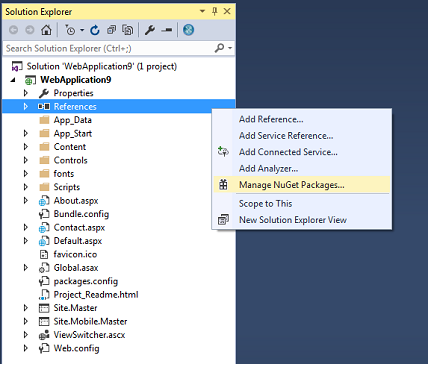 Solution Explorer
Search Solution Explorer (Ctrl+;)
Solution 'WebApplication9' (1 project)
WebApplication9
Properties
References
App_Data
App_Start
Content
Controls
fonts
Scripts
About.aspx
Bundle.config
Contact.aspx
Default.aspx
favicon.ico
Global.asax
packages.config
Project_Readme.html
Site.Master
Site.Mobile.Master
ViewSwitcher.ascx
Web.config
Add Reference...
Add Service Reference...
Add Connected Service...
Add Analyzer...
Manage NuGet Packages...
Scope to This
New Solution Explorer View